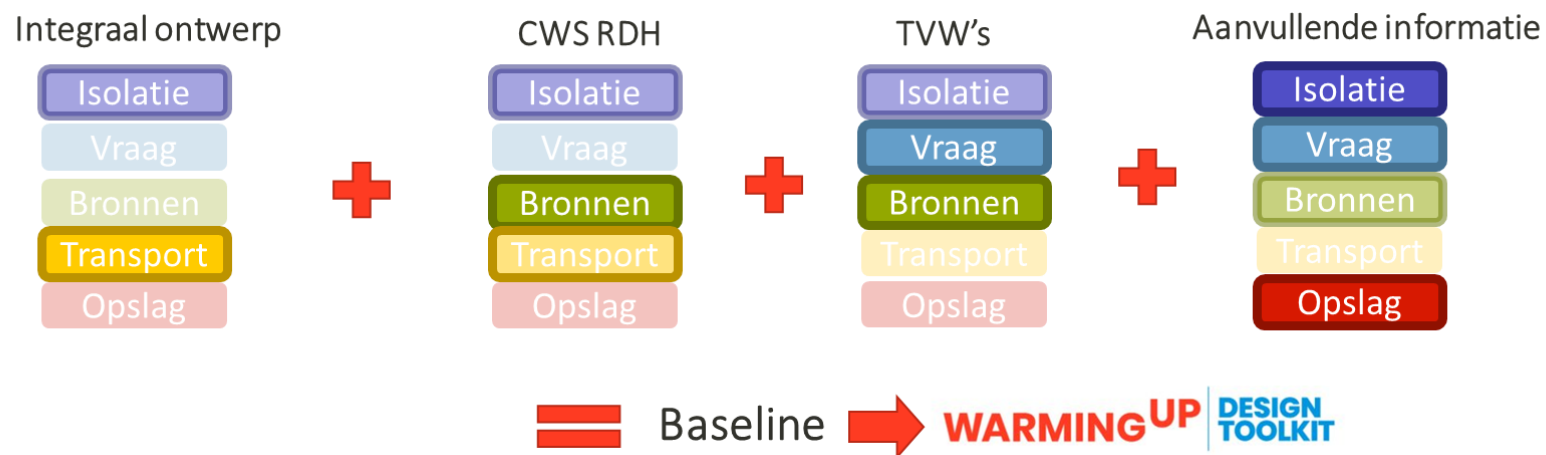 Integraal ontwerp
Isolatie
Vraag
Bronnen
Transport
Opslag
CWS RDH
Isolatie
Vraag
Bronnen
Transport
Opslag
TVW's
Isolatie
Vraag
Bronnen
Transport
Opslag
Aanvullende informatie
Isolatie
Vraag
Bronnen
Transport
Opslag
Baseline
WARMINGUP
DESIGN
TOOLKIT